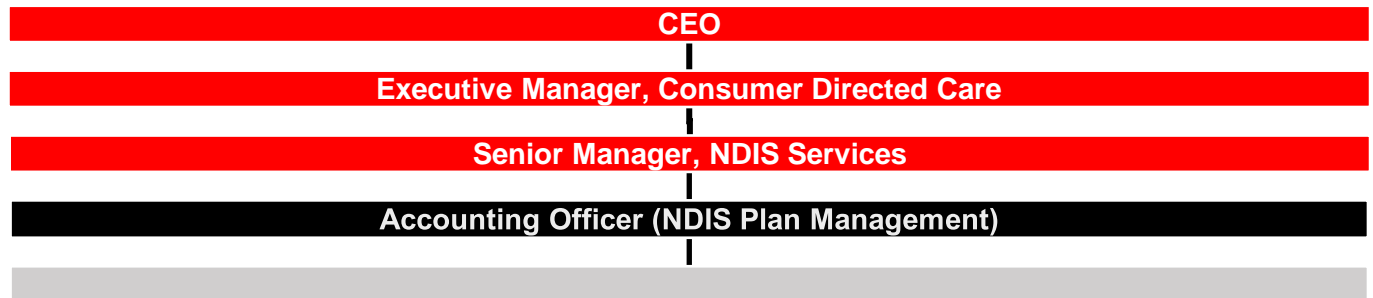 CEO
Executive Manager, Consumer Directed Care
Senior Manager, NDIS Services
Accounting Officer (NDIS Plan Management)